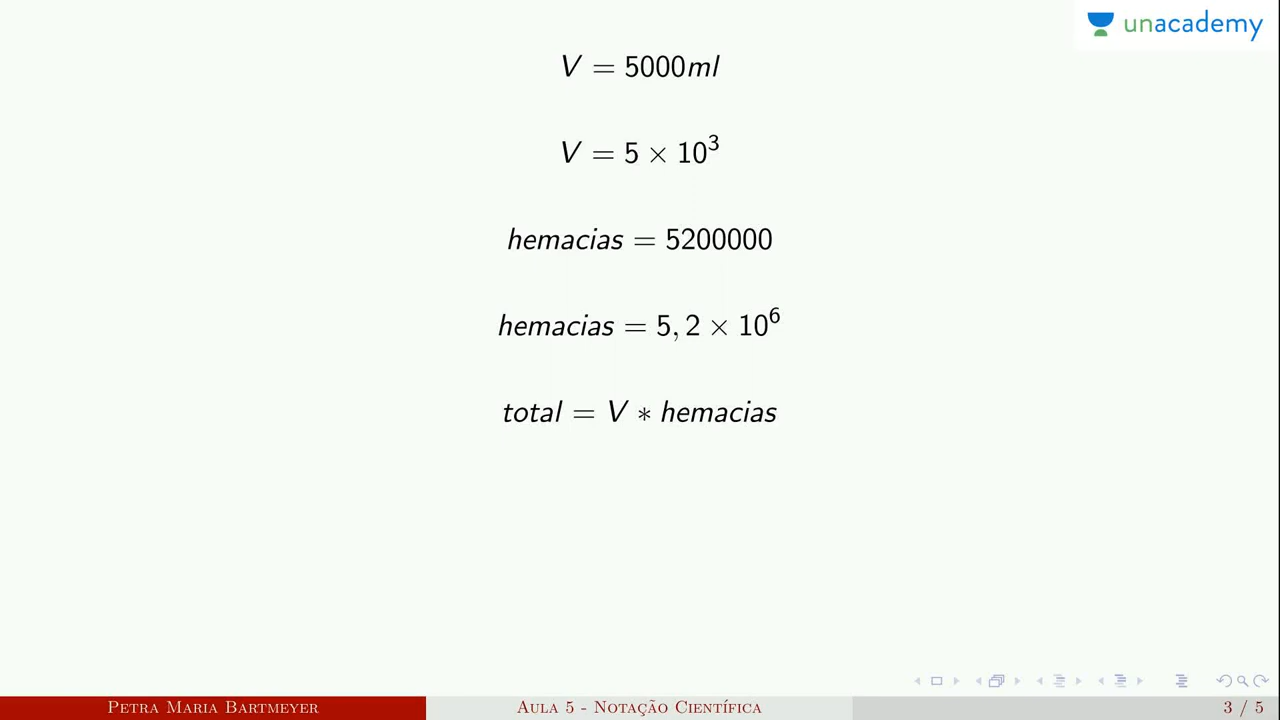 unacademy
V = 5000ml
V = 5 × 10³
hemacias = 5200000
hemacias = 5, 2 × 10⁶
total = V ∗ hemacias
Petra Maria Bartmeyer
Aula 5 - Notação Científica
3 / 5